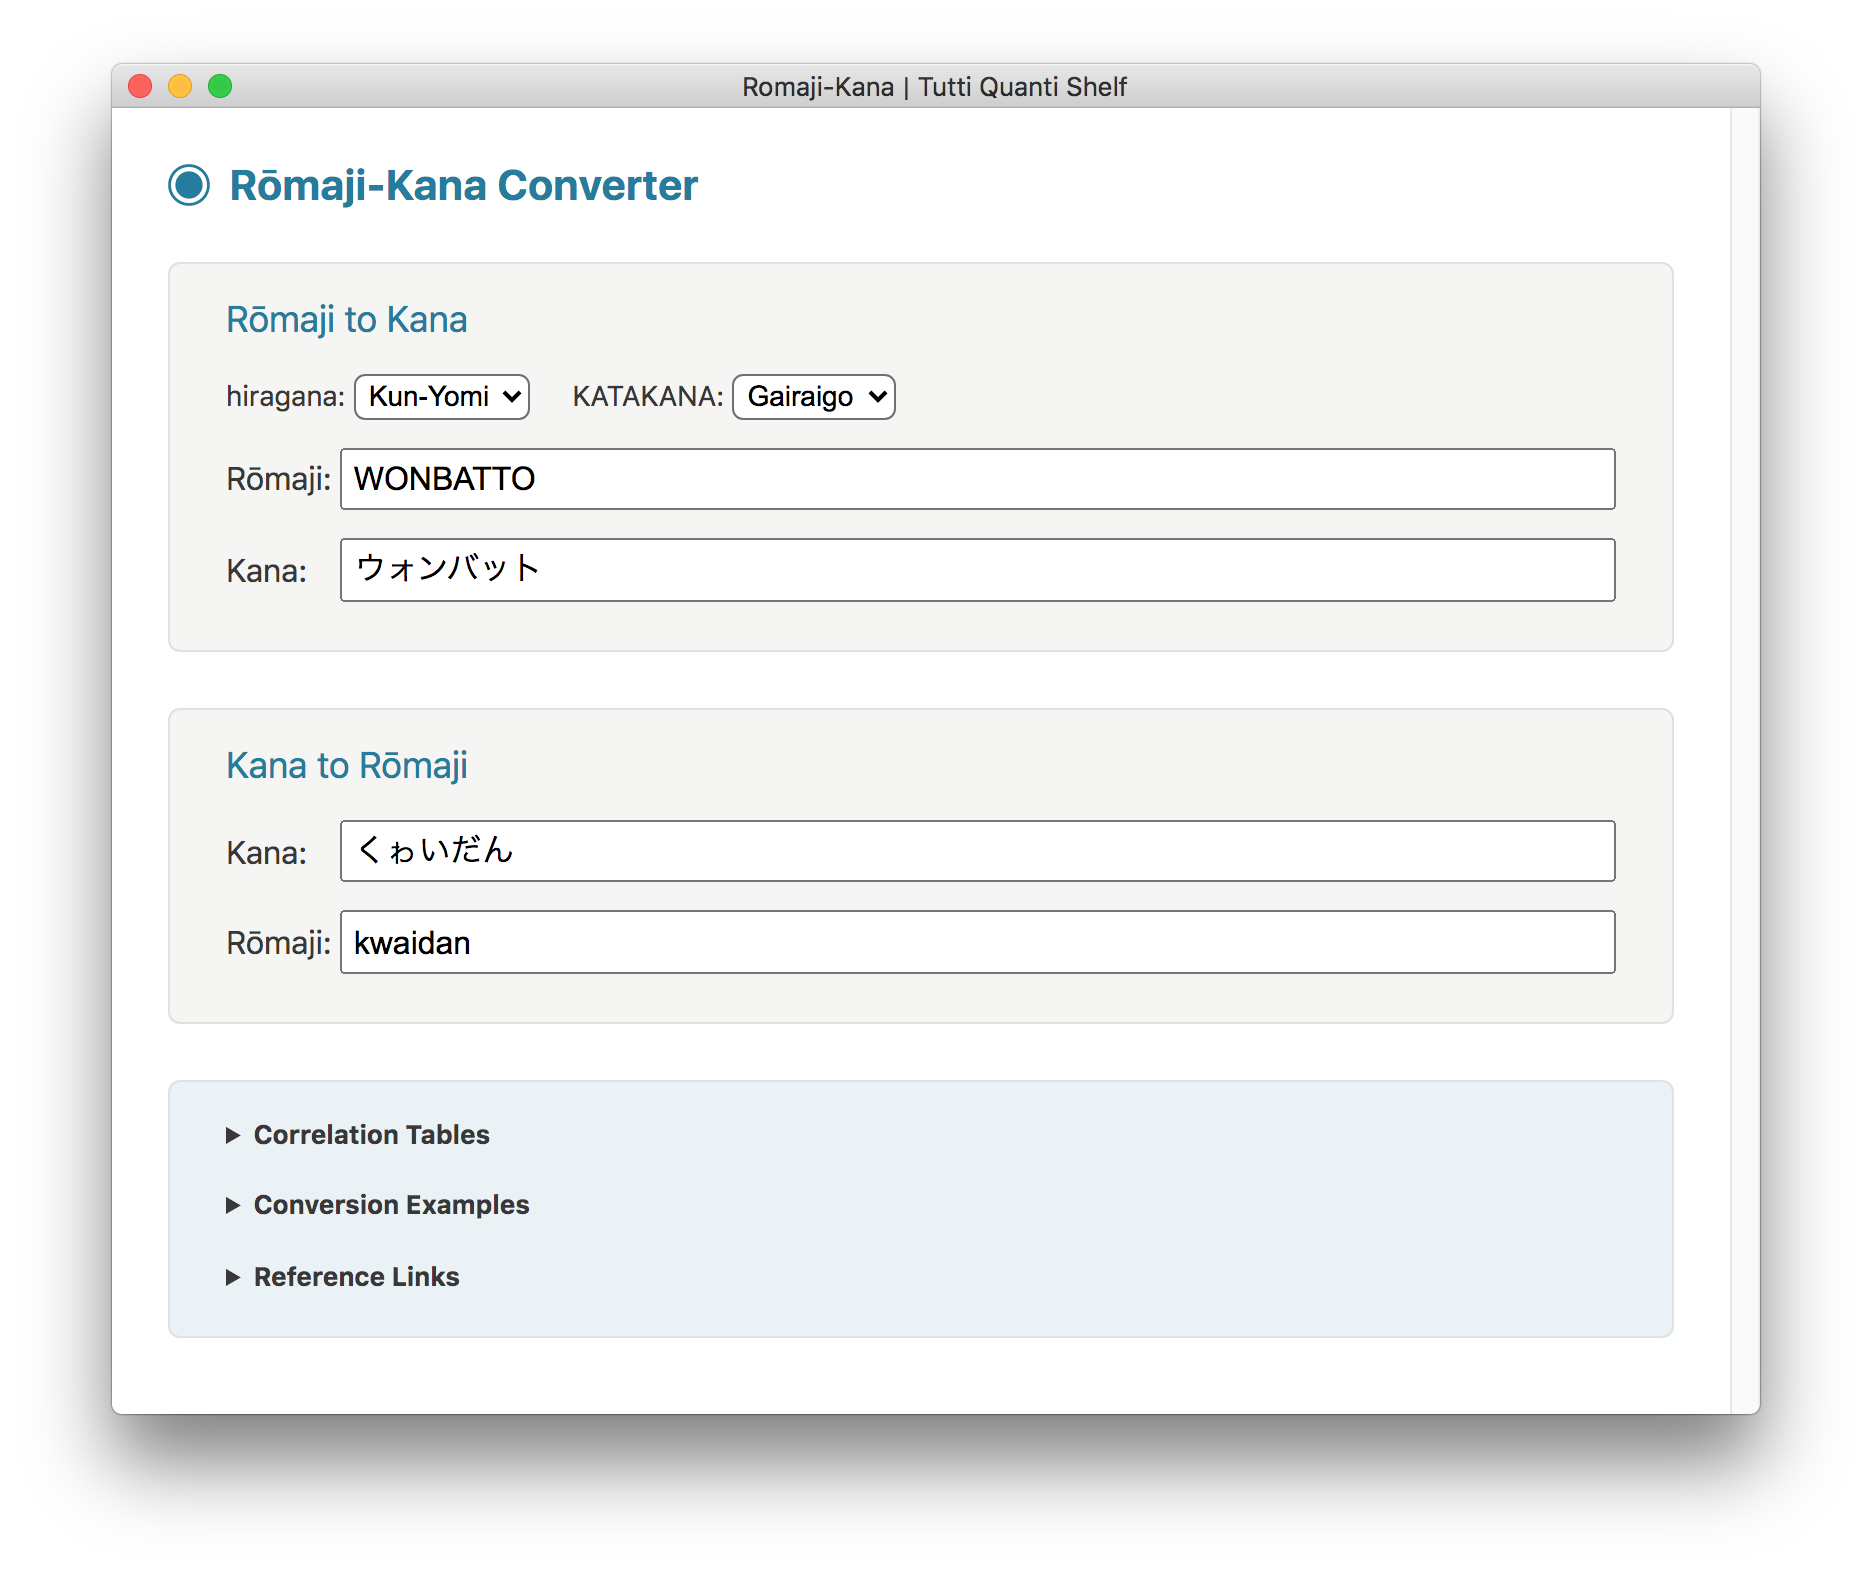 Romaji-Kana | Tutti Quanti Shelf
Rōmaji-Kana Converter
Rōmaji to Kana
hiragana: Kun-Yomi KATAKANA: Gairaigo
Rōmaji: WONBATTO
Kana: ウォンバット
Kana to Rōmaji
Kana: くゎいだん
Rōmaji: kwaidan
Correlation Tables
Conversion Examples
Reference Links